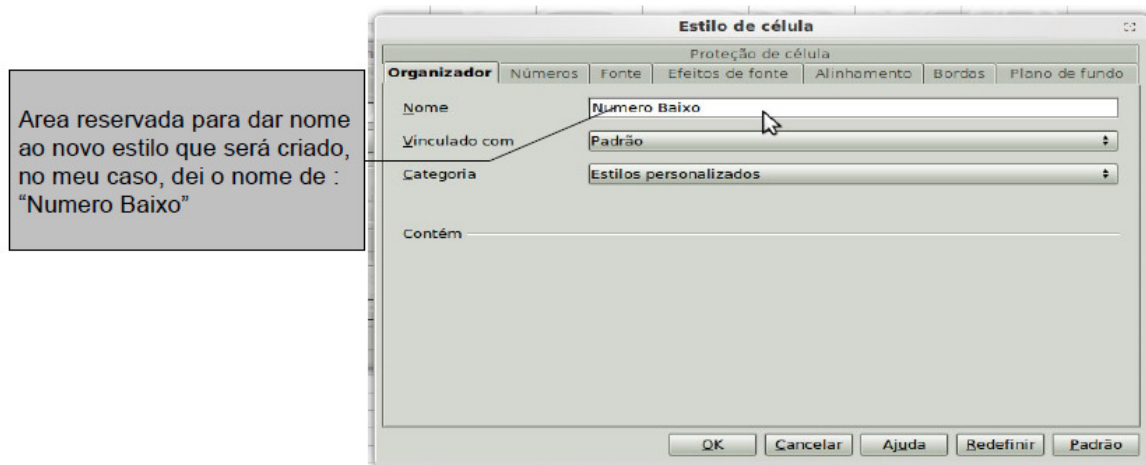 Estilo de célula
Proteção de célula
Organizador Números Fonte Efeitos de fonte Alinhamento Bordas Plano de fundo
Area reservada para dar nome
ao novo estilo que será criado,
no meu caso, dei o nome de :
“Numero Baixo”
Nome Numero Baixo
Vinculado com Padrão
Categoria Estilos personalizados
Contém
OK Cancelar Ajuda Redefinir Padrão